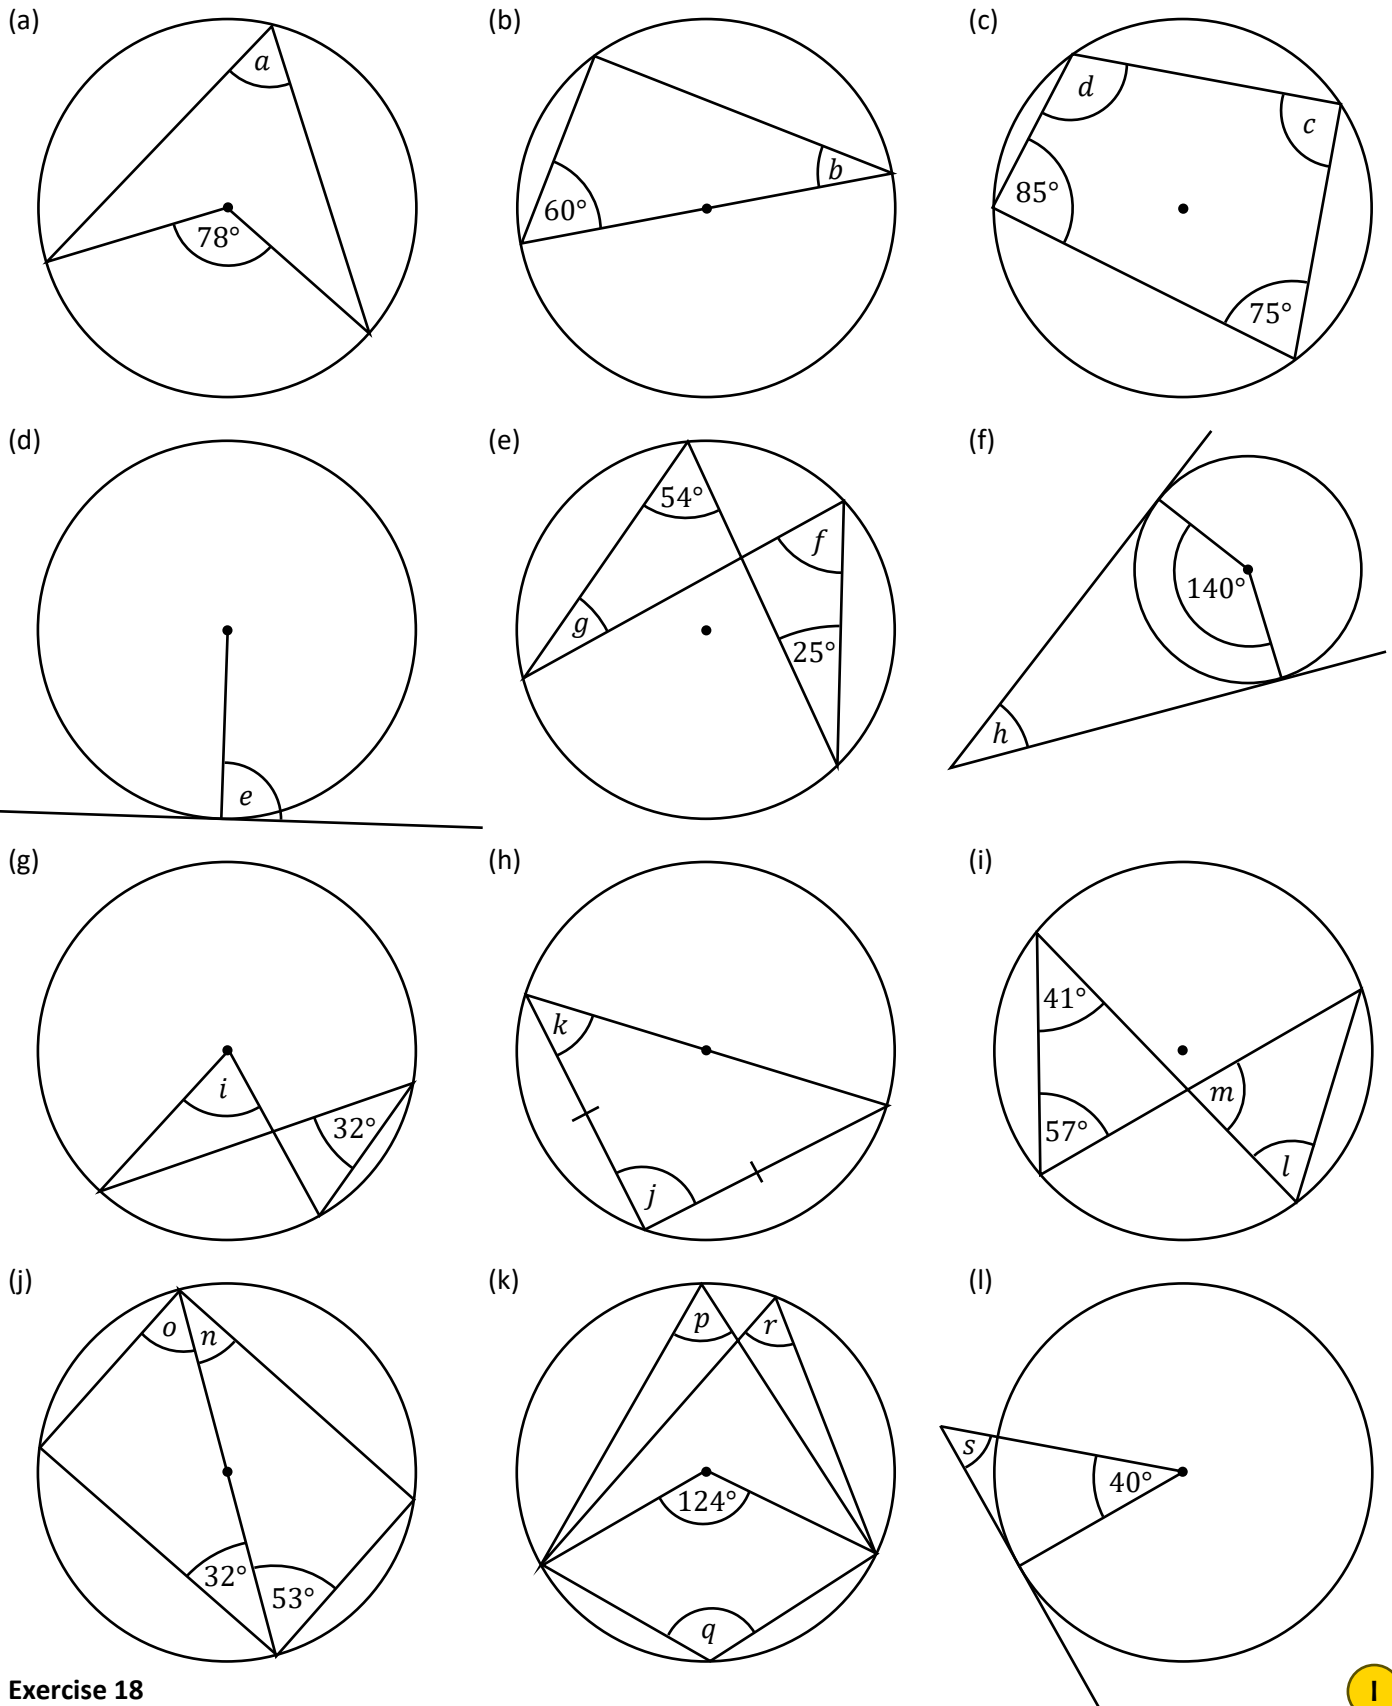 (a) (b) (c)
a
d
c
b
85°
60°
78°
75°
(d) (e) (f)
54°
f
140°
g
25°
h
e
(g) (h) (i)
k
41°
i
m
32°
57°
j
l
(j) (k) (l)
o n
p r
s
40°
124°
32°
53°
q
Exercise 18
I